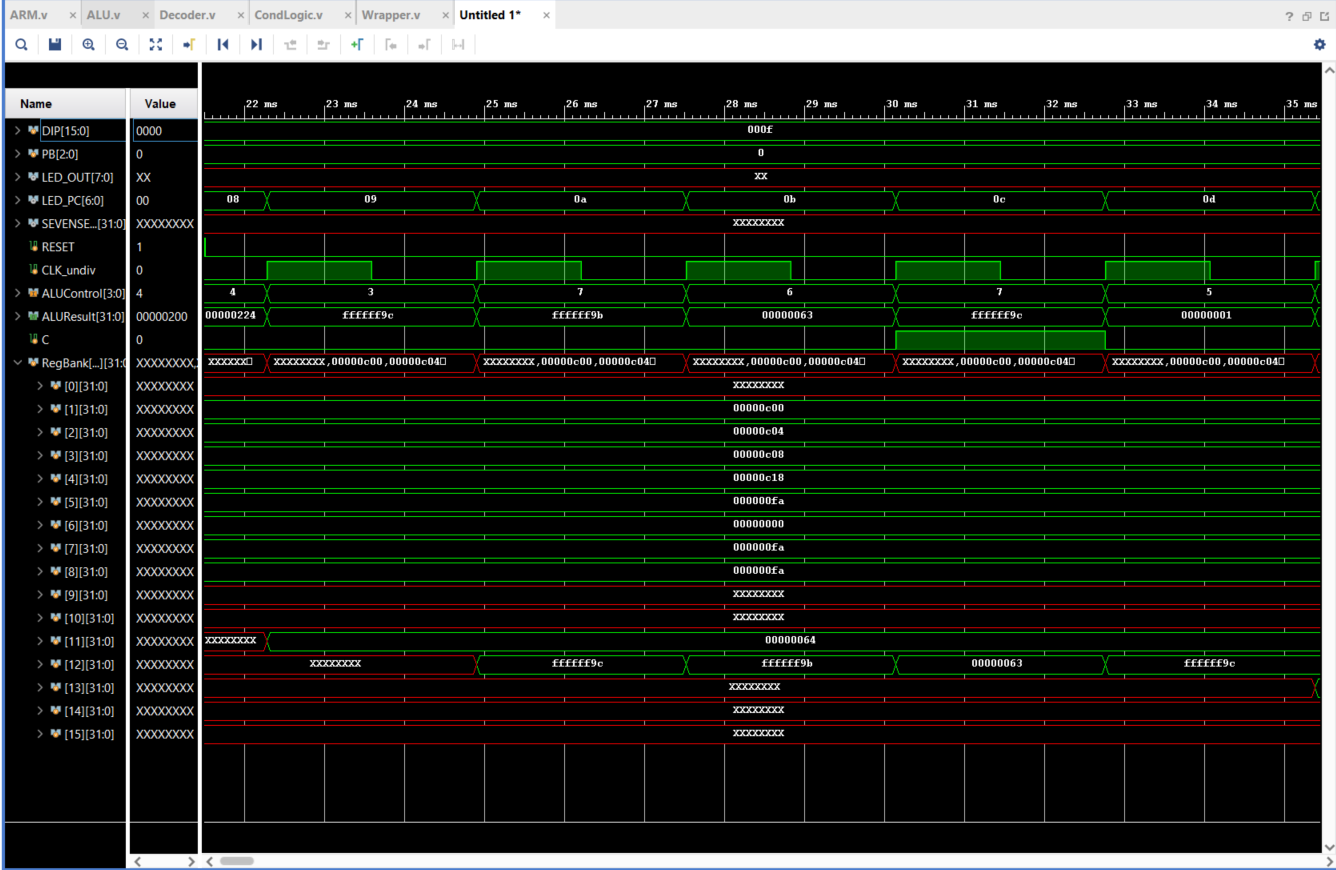 ARM.v × ALU.v × Decoder.v × CondLogic.v × Wrapper.v × Untitled 1* ×
Name Value 22 ms 23 ms 24 ms 25 ms 26 ms 27 ms 28 ms 29 ms 30 ms 31 ms 32 ms 33 ms 34 ms 35 ms
DIP[15:0] 0000 000f
PB[2:0] 0 0
LED_OUT[7:0] XX XX
LED_PC[6:0] 00 08 09 0a 0b 0c 0d
SEVENSE...[31:0] XXXXXXXX XXXXXXXX
RESET 1
CLK_undiv 0
ALUControl[3:0] 4 4 3 7 6 7 5
ALUResult[31:0] 00000200 00000224 ffffff9c ffffff9b 00000063 ffffff9c 00000001
C 0
RegBank[...][31:0 XXXXXXXX, XXXXXX□ XXXXXXXX,00000c00,00000c04□ XXXXXXXX,00000c00,00000c04□ XXXXXXXX,00000c00,00000c04□ XXXXXXXX,00000c00,00000c04□ XXXXXXXX,00000c00,00000c04□
[0][31:0] XXXXXXXX XXXXXXXX
[1][31:0] XXXXXXXX 00000c00
[2][31:0] XXXXXXXX 00000c04
[3][31:0] XXXXXXXX 00000c08
[4][31:0] XXXXXXXX 00000c18
[5][31:0] XXXXXXXX 000000fa
[6][31:0] XXXXXXXX 00000000
[7][31:0] XXXXXXXX 000000fa
[8][31:0] XXXXXXXX 000000fa
[9][31:0] XXXXXXXX XXXXXXXX
[10][31:0] XXXXXXXX XXXXXXXX
[11][31:0] XXXXXXXX XXXXXXXX 00000064
[12][31:0] XXXXXXXX XXXXXXXX ffffff9c ffffff9b 00000063 ffffff9c
[13][31:0] XXXXXXXX XXXXXXXX
[14][31:0] XXXXXXXX XXXXXXXX
[15][31:0] XXXXXXXX XXXXXXXX